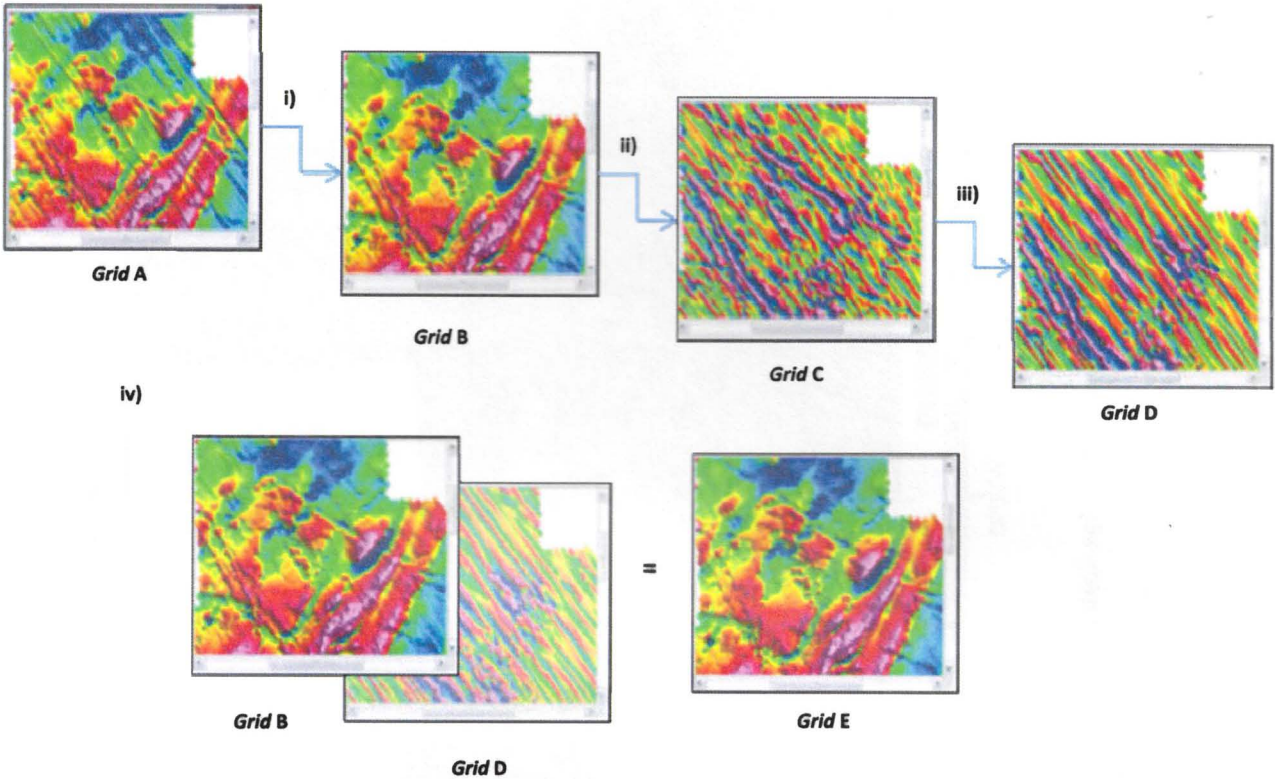 i)
Grid A
ii)
Grid B
iii)
Grid C
Grid D
iv)
=
Grid B
Grid D
Grid E